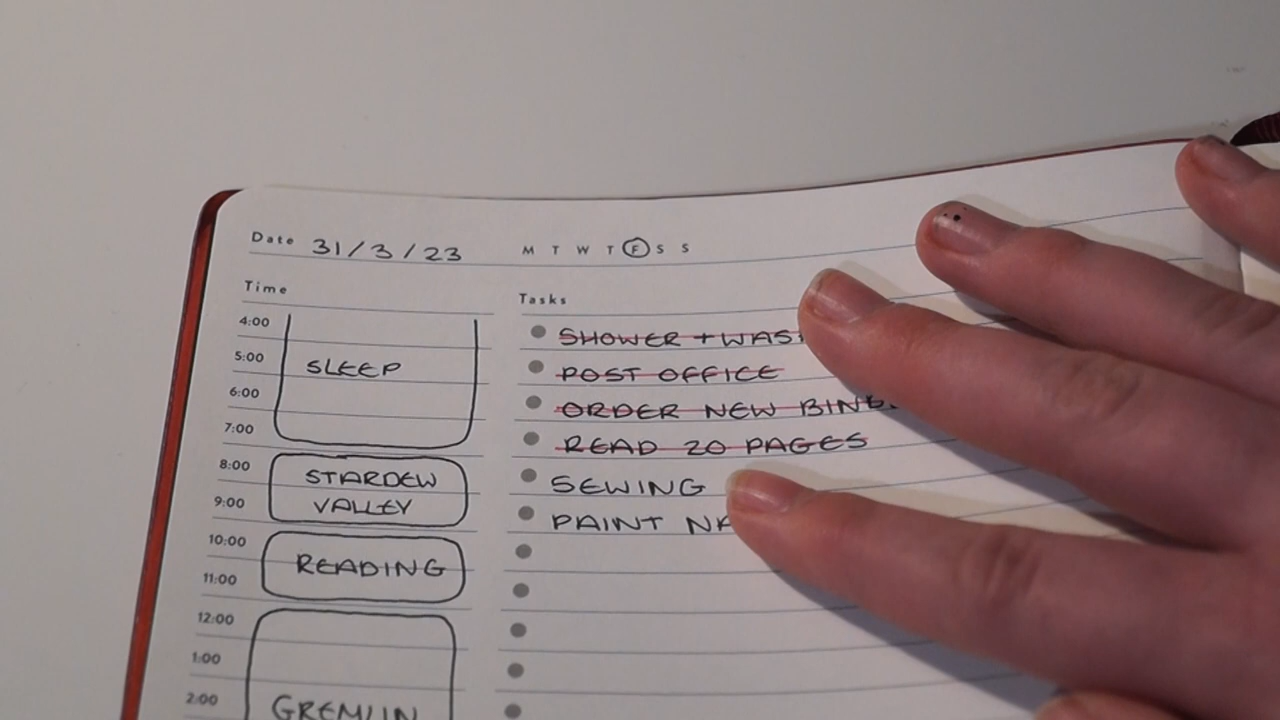 Date 31/3/23 M T W T F S S
Time
Tasks
4:00
5:00
6:00
7:00
8:00
9:00
10:00
11:00
12:00
1:00
2:00
SLEEP
STARDEW
VALLEY
READING
GREMLIN
SHOWER +
POST OFFICE
ORDER NEW
READ 20 PAGES
SEWING
PAINT